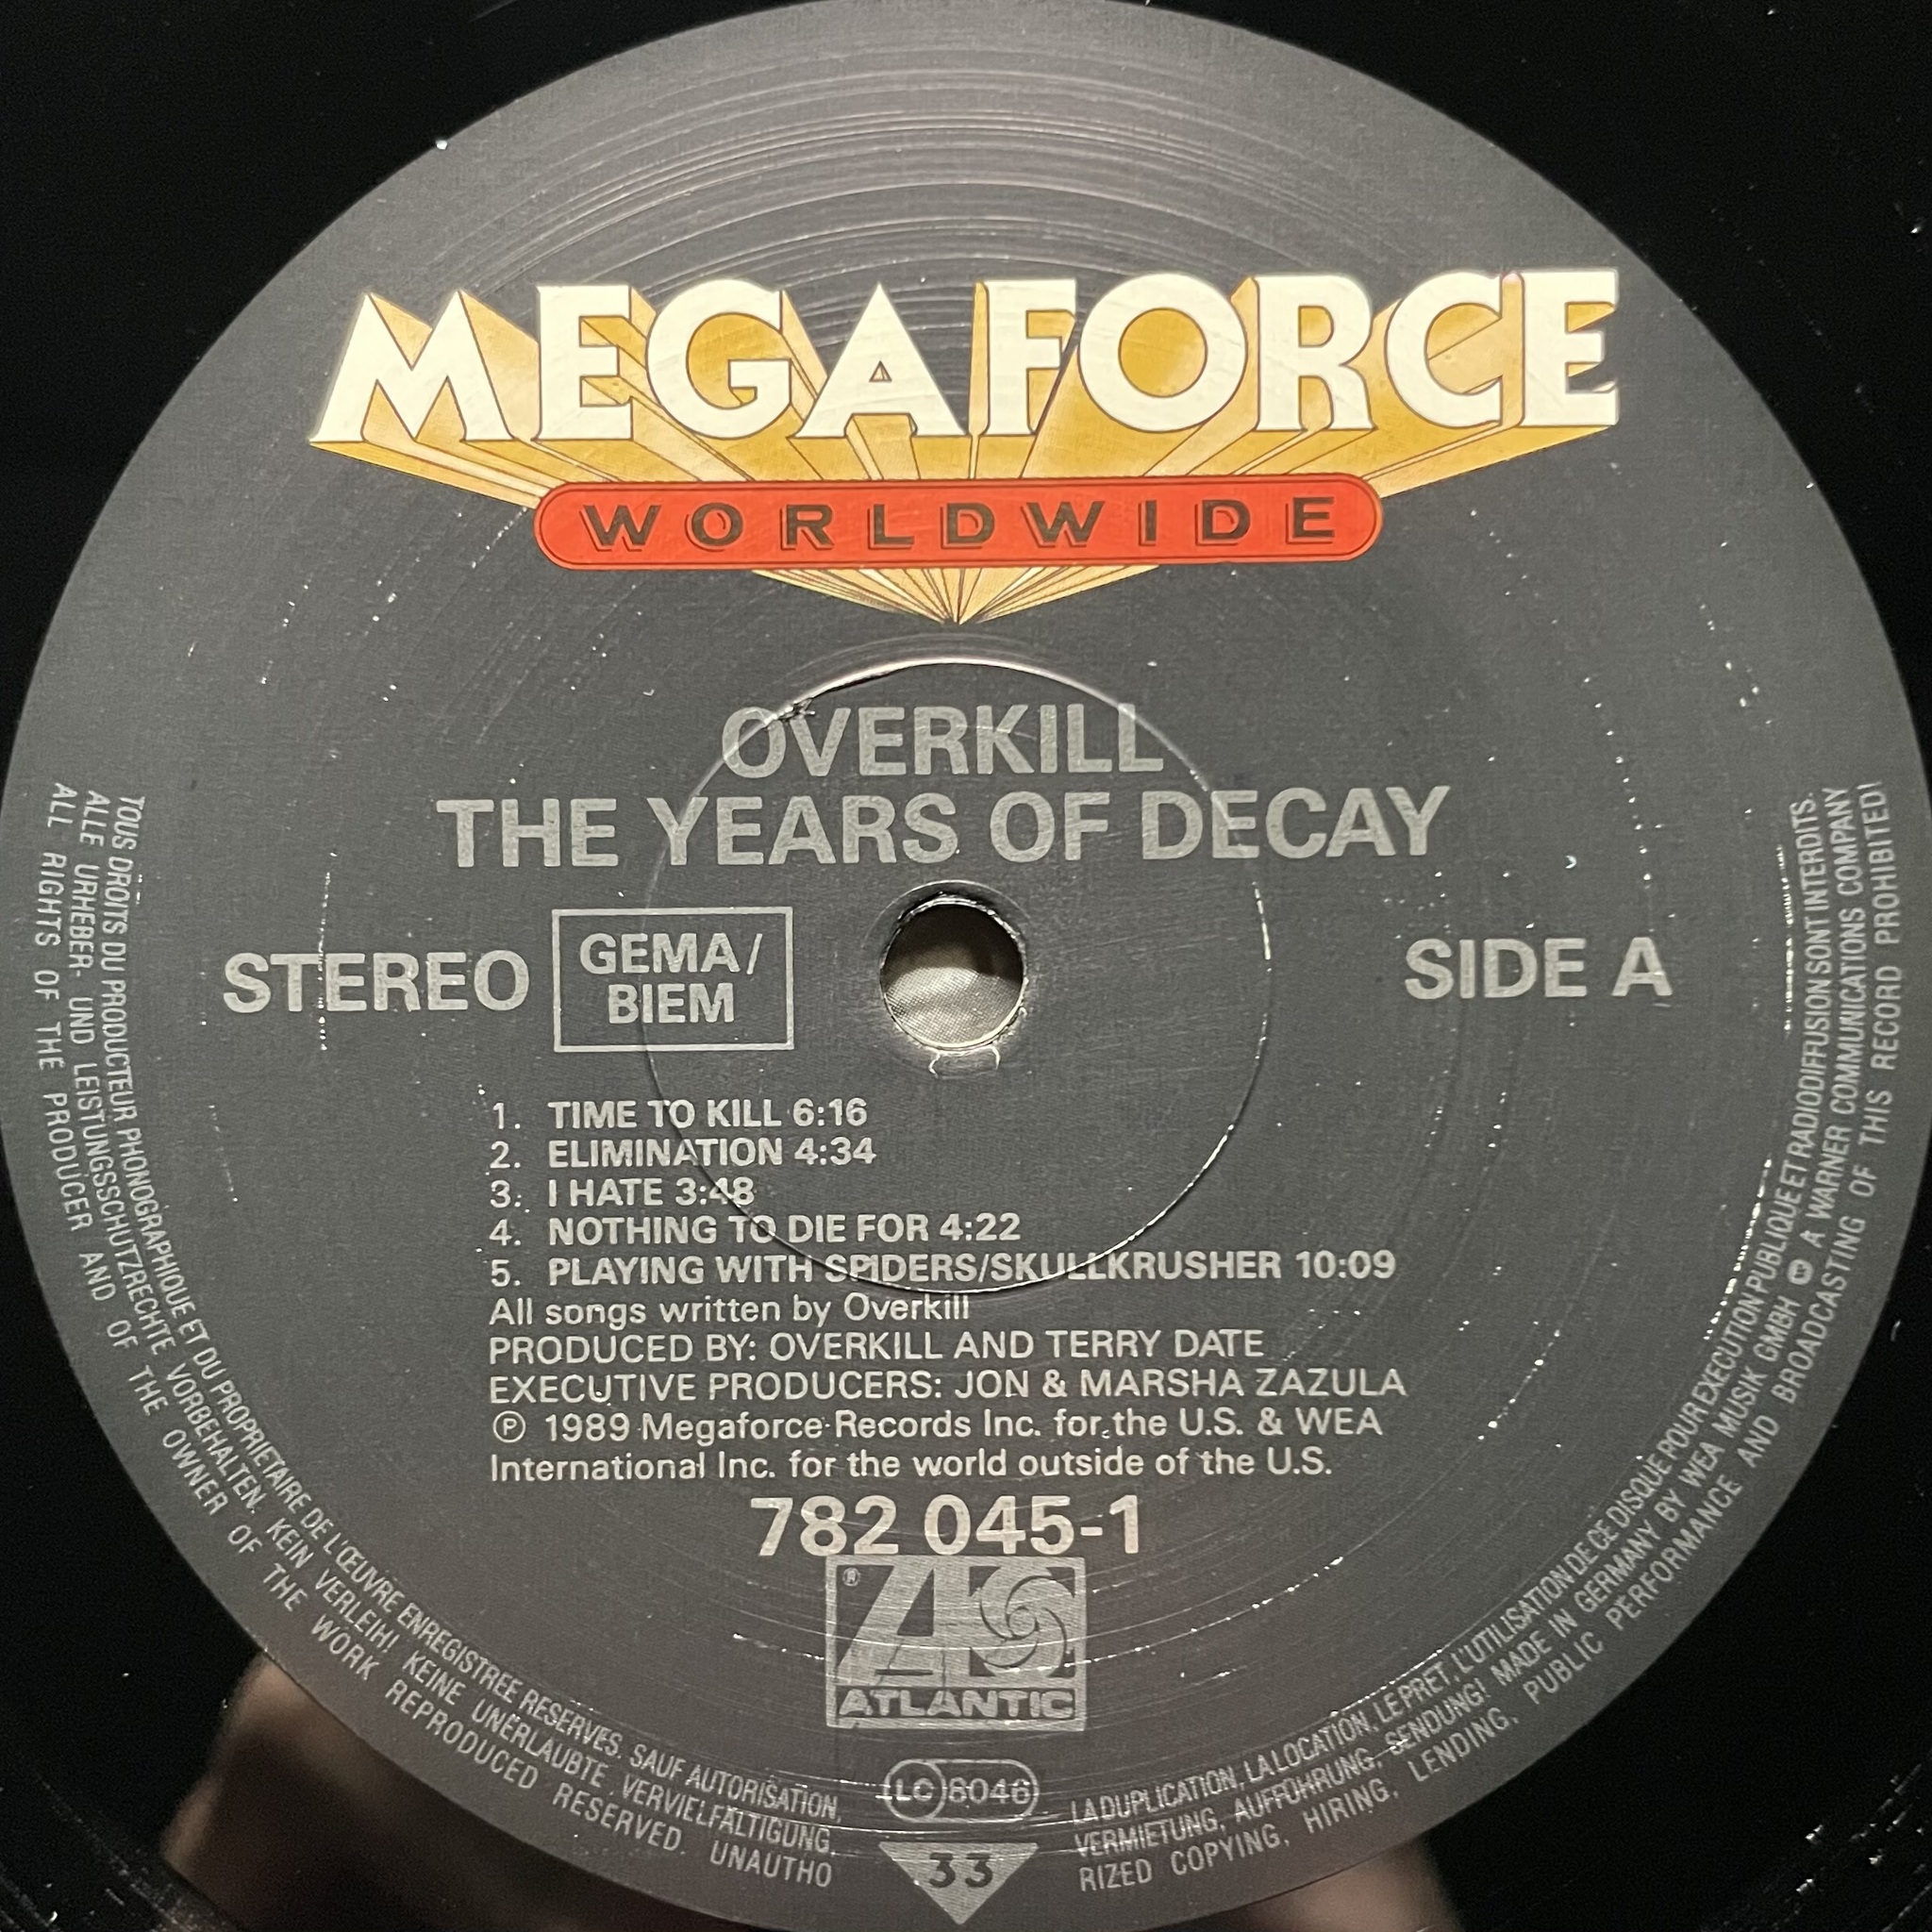 MEGAFORCE
WORLDWIDE
OVERKILL
THE YEARS OF DECAY
STEREO
GEMA/
BIEM
SIDE A
1. TIME TO KILL 6:16
2. ELIMINATION 4:34
3. I HATE 3:48
4. NOTHING TO DIE FOR 4:22
5. PLAYING WITH SPIDERS/SKULLKRUSHER 10:09
All songs written by Overkill
PRODUCED BY: OVERKILL AND TERRY DATE
EXECUTIVE PRODUCERS: JON & MARSHA ZAZULA
℗ 1989 Megaforce Records Inc. for the U.S. & WEA
International Inc. for the world outside of the U.S.
782 045-1
®
ATLANTIC
LC 8046
33
TOUS DROITS DU PRODUCTEUR PHONOGRAPHIQUE ET DU PROPRIETAIRE DE L'ŒUVRE ENREGISTREE RESERVES. SAUF AUTORISATION, LA DUPLICATION, LA LOCATION, LE PRET, L'UTILISATION DE CE DISQUE POUR EXECUTION PUBLIQUE ET RADIODIFFUSION SONT INTERDITS.
ALLE URHEBER- UND LEISTUNGSSCHUTZRECHTE VORBEHALTEN. KEIN VERLEIH! KEINE UNERLAUBTE VERVIELFÄLTIGUNG, VERMIETUNG, AUFFÜHRUNG, SENDUNG! MADE IN GERMANY BY WEA MUSIK GMBH A WARNER COMMUNICATIONS COMPANY
ALL RIGHTS OF THE PRODUCER AND OF THE OWNER OF THE WORK REPRODUCED RESERVED. UNAUTHORIZED COPYING, HIRING, LENDING, PUBLIC PERFORMANCE AND BROADCASTING OF THIS RECORD PROHIBITED!